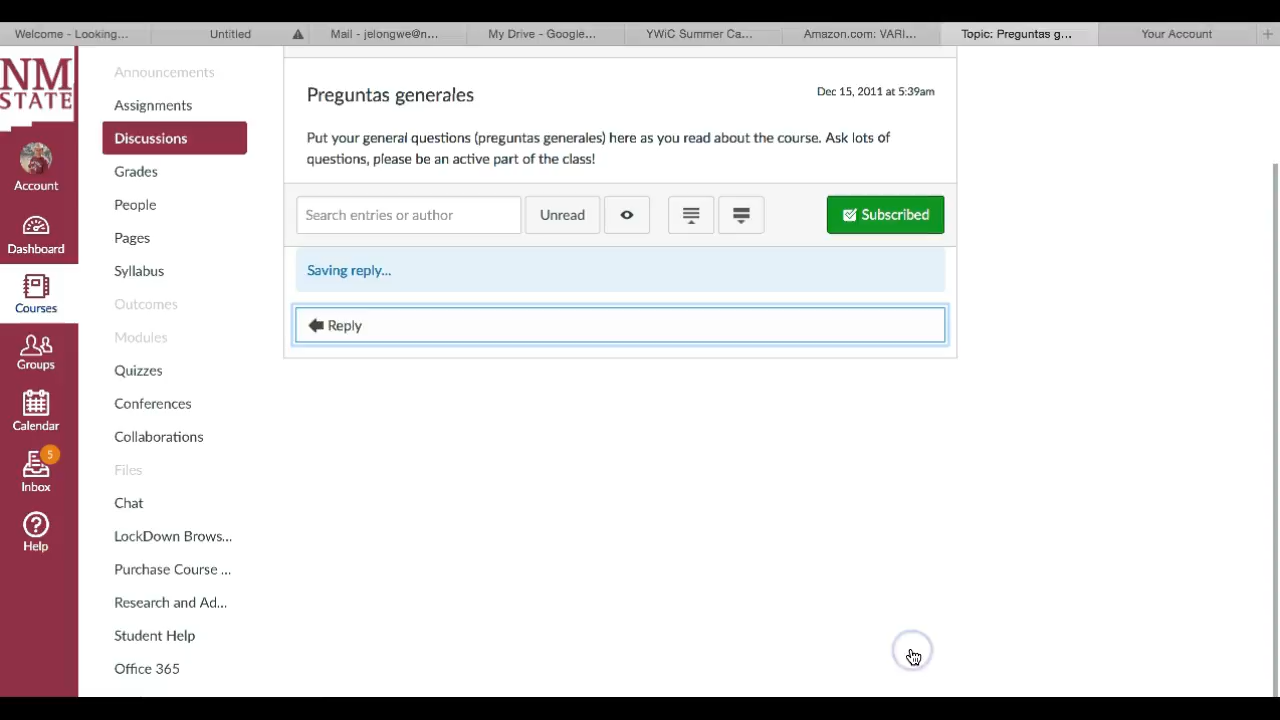 Welcome - Looking...
Untitled
Mail - jelongwe@n...
My Drive - Google...
YWiC Summer Ca...
Amazon.com: VARI...
Topic: Preguntas g...
Your Account
NM
STATE
Account
Dashboard
Courses
Groups
Calendar
5
Inbox
Help
Announcements
Assignments
Discussions
Grades
People
Pages
Syllabus
Outcomes
Modules
Quizzes
Conferences
Collaborations
Files
Chat
LockDown Brows...
Purchase Course ...
Research and Ad...
Student Help
Office 365
Preguntas generales
Dec 15, 2011 at 5:39am
Put your general questions (preguntas generales) here as you read about the course. Ask lots of
questions, please be an active part of the class!
Search entries or author
Unread
Subscribed
Saving reply...
Reply